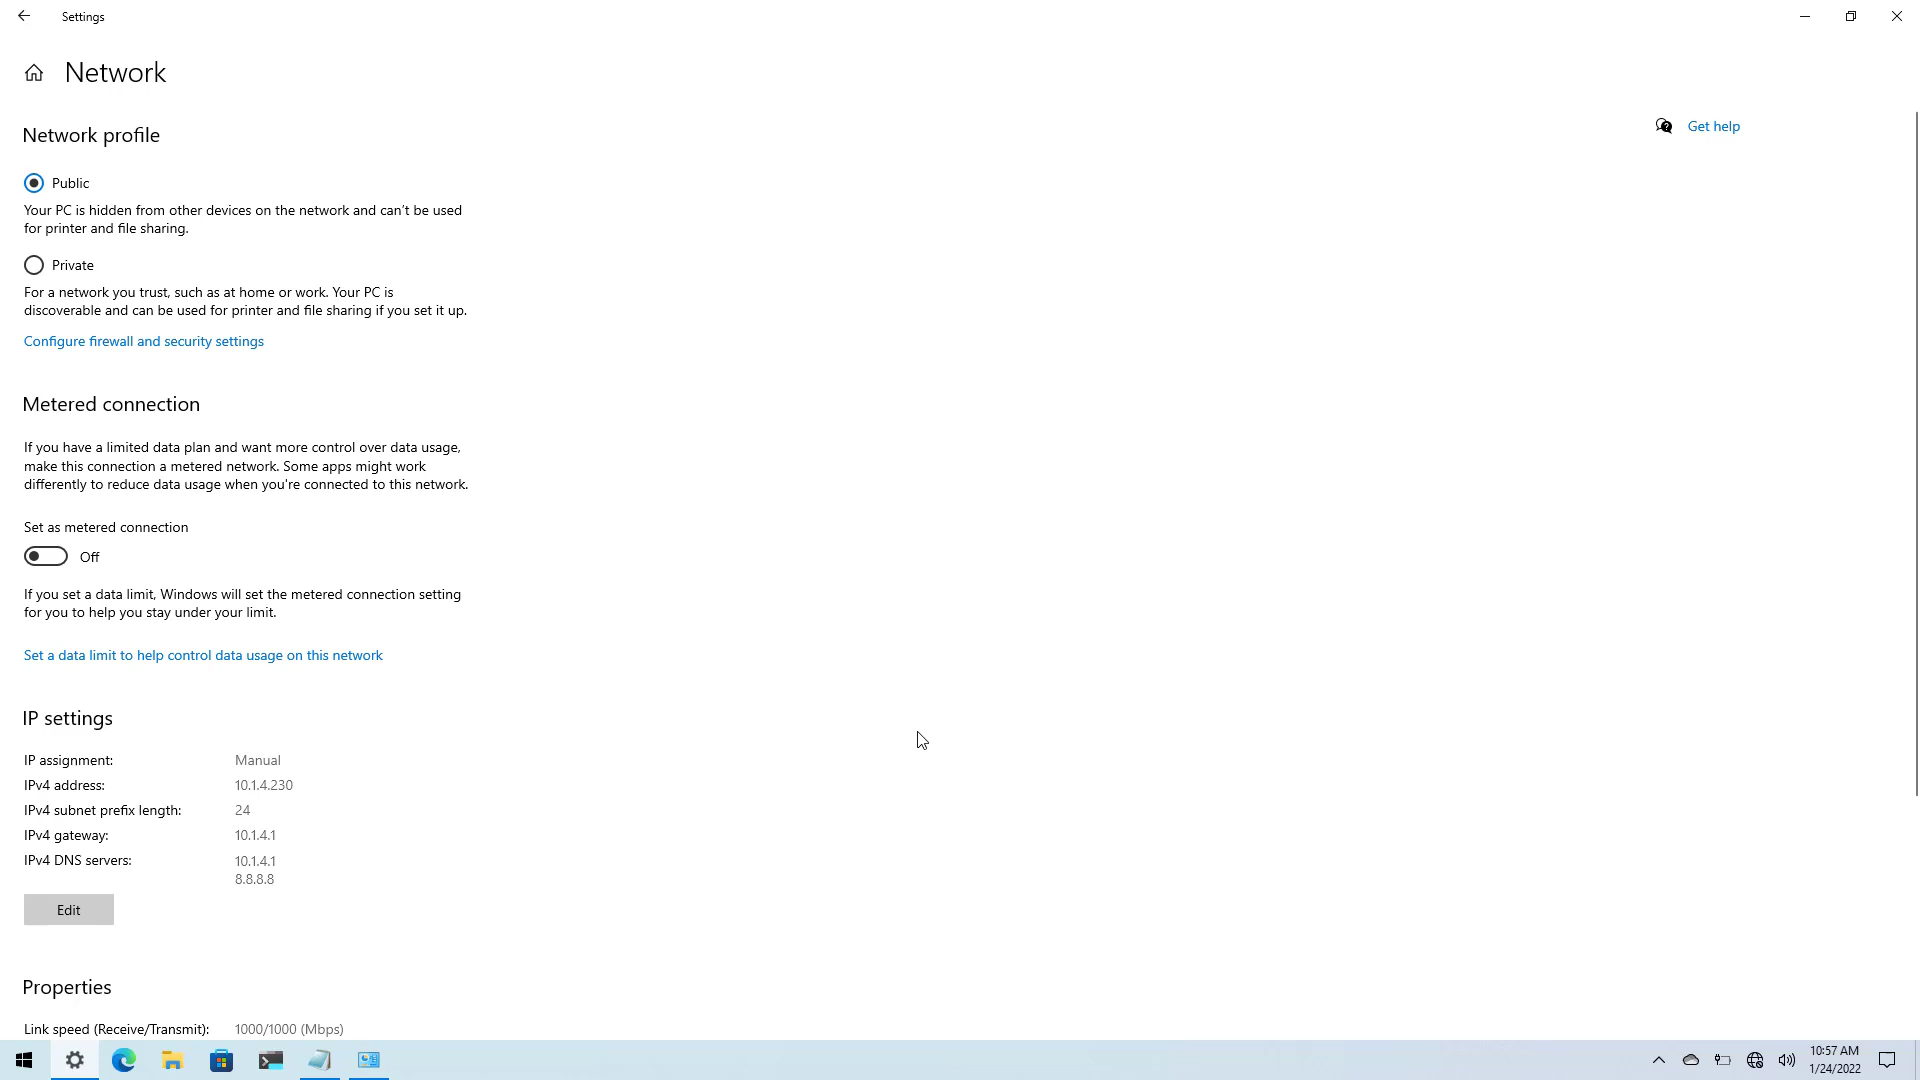 Settings
Network
Network profile
Get help
Public
Your PC is hidden from other devices on the network and can't be used
for printer and file sharing.
Private
For a network you trust, such as at home or work. Your PC is
discoverable and can be used for printer and file sharing if you set it up.
Configure firewall and security settings
Metered connection
If you have a limited data plan and want more control over data usage,
make this connection a metered network. Some apps might work
differently to reduce data usage when you're connected to this network.
Set as metered connection
Off
If you set a data limit, Windows will set the metered connection setting
for you to help you stay under your limit.
Set a data limit to help control data usage on this network
IP settings
IP assignment: Manual
IPv4 address: 10.1.4.230
IPv4 subnet prefix length: 24
IPv4 gateway: 10.1.4.1
IPv4 DNS servers: 10.1.4.1
8.8.8.8
Edit
Properties
Link speed (Receive/Transmit): 1000/1000 (Mbps)
10:57 AM
1/24/2022